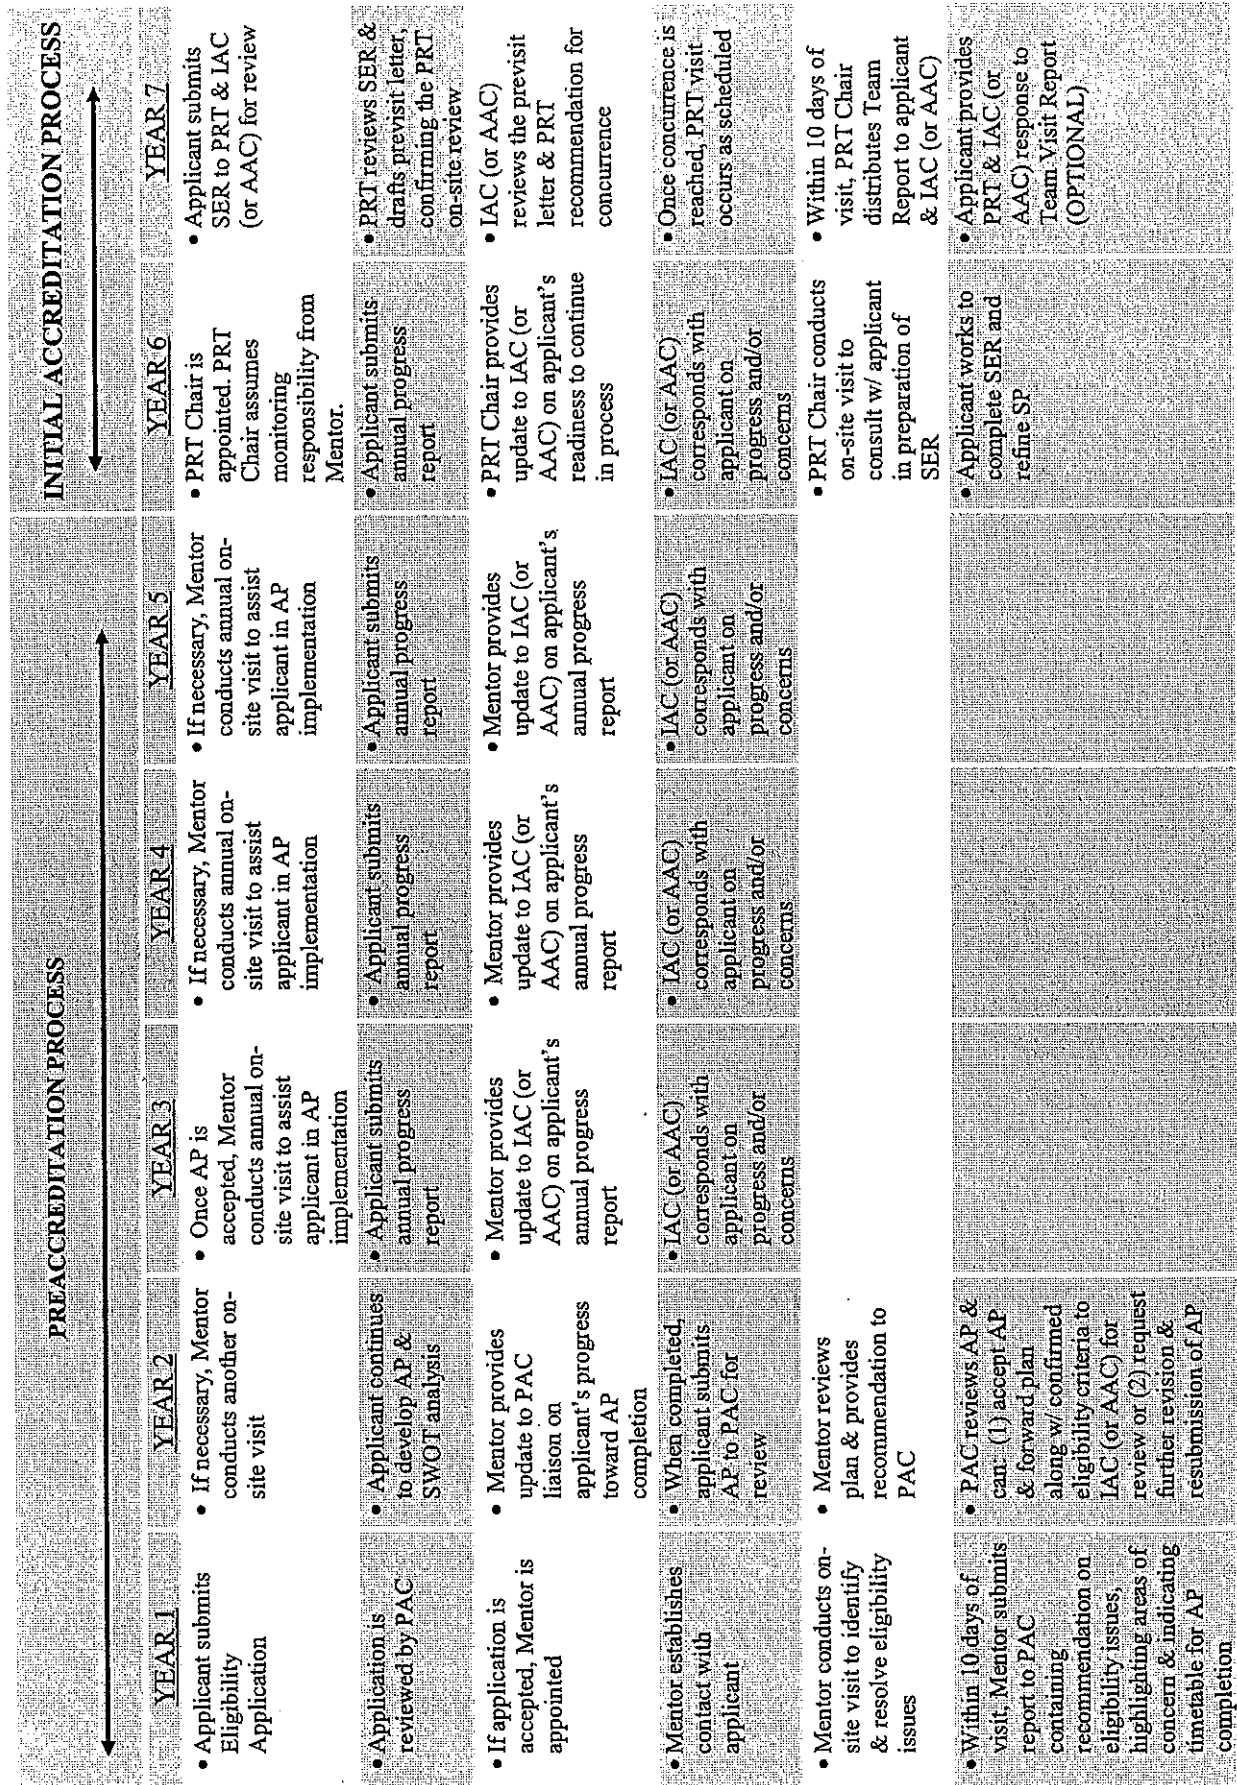 PREACCREDITATION PROCESS
INITIAL ACCREDITATION PROCESS
YEAR 1
• Applicant submits
Eligibility
Application
• Application is
reviewed by PAC
• If application is
accepted, Mentor is
appointed
• Mentor establishes
contact with
applicant
• Mentor conducts on-
site visit to identify
& resolve eligibility
issues
• Within 10 days of
visit, Mentor submits
report to PAC
containing
recommendation on
eligibility issues,
highlighting areas of
concern & indicating
timetable for AP
completion
YEAR 2
• If necessary, Mentor
conducts another on-
site visit
• Applicant continues
to develop AP &
SWOT analysis
• Mentor provides
update to PAC
liaison on
applicant's progress
toward AP
completion
• When completed,
applicant submits
AP to PAC for
review
• Mentor reviews
plan & provides
recommendation to
PAC
• PAC reviews AP &
can: (1) accept AP
& forward plan
along w/ confirmed
eligibility criteria to
IAC (or AAC) for
review or (2) request
further revision &
resubmission of AP
YEAR 3
• Once AP is
accepted, Mentor
conducts annual on-
site visit to assist
applicant in AP
implementation
• Applicant submits
annual progress
report
• Mentor provides
update to IAC (or
AAC) on applicant's
annual progress
report
• IAC (or AAC)
corresponds with
applicant on
progress and/or
concerns
YEAR 4
• If necessary, Mentor
conducts annual on-
site visit to assist
applicant in AP
implementation
• Applicant submits
annual progress
report
• Mentor provides
update to IAC (or
AAC) on applicant's
annual progress
report
• IAC (or AAC)
corresponds with
applicant on
progress and/or
concerns
YEAR 5
• If necessary, Mentor
conducts annual on-
site visit to assist
applicant in AP
implementation
• Applicant submits
annual progress
report
• Mentor provides
update to IAC (or
AAC) on applicant's
annual progress
report
• IAC (or AAC)
corresponds with
applicant on
progress and/or
concerns
YEAR 6
• PRT Chair is
appointed. PRT
Chair assumes
monitoring
responsibility from
Mentor.
• Applicant submits
annual progress
report
• PRT Chair provides
update to IAC (or
AAC) on applicant's
readiness to continue
in process
• IAC (or AAC)
corresponds with
applicant on
progress and/or
concerns
• PRT Chair conducts
on-site visit to
consult w/ applicant
in preparation of
SER
• Applicant works to
complete SER and
refine SP
YEAR 7
• Applicant submits
SER to PRT & IAC
(or AAC) for review
• PRT reviews SER &
drafts previsit letter,
confirming the PRT
on-site review
• IAC (or AAC)
reviews the previsit
letter & PRT
recommendation for
concurrence
• Once concurrence is
reached, PRT visit
occurs as scheduled
• Within 10 days of
visit, PRT Chair
distributes Team
Report to applicant
& IAC (or AAC)
• Applicant provides
PRT & IAC (or
AAC) response to
Team Visit Report
(OPTIONAL)